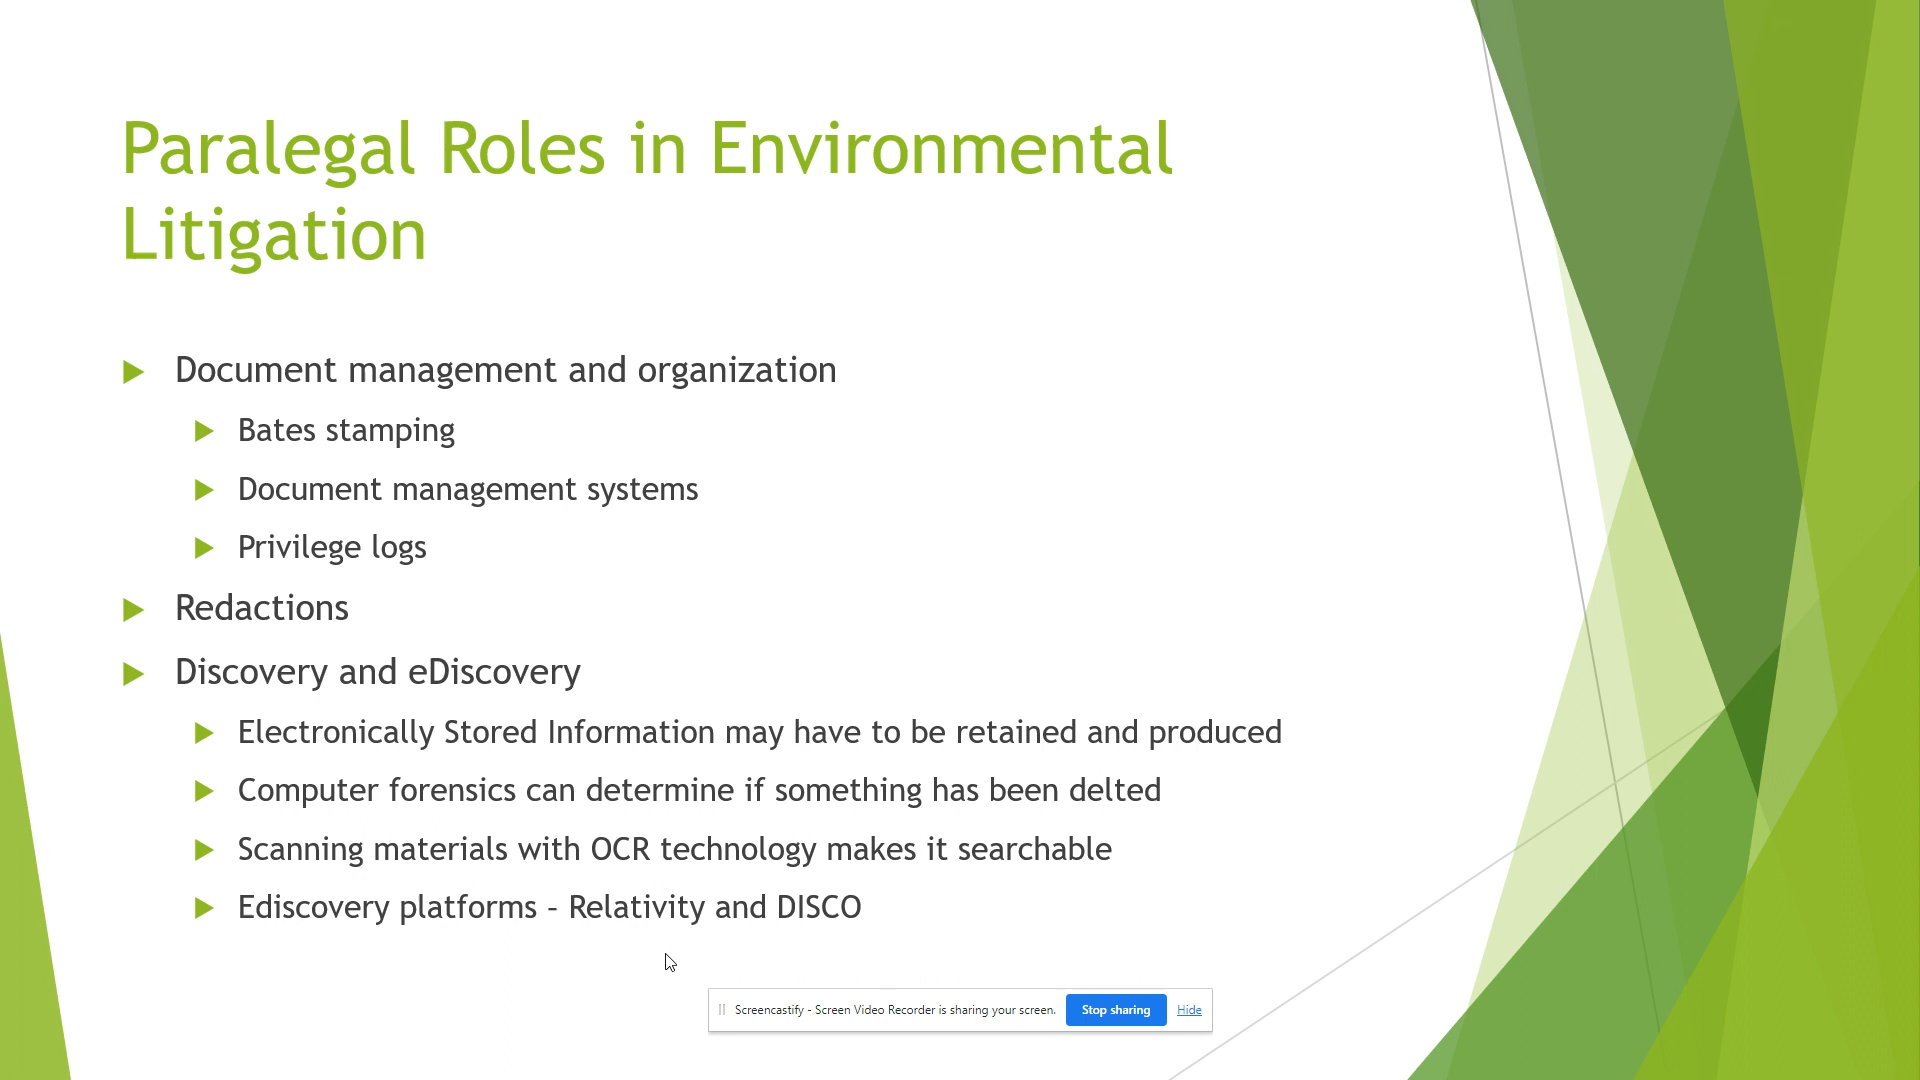 Paralegal Roles in Environmental
Litigation
Document management and organization
Bates stamping
Document management systems
Privilege logs
Redactions
Discovery and eDiscovery
Electronically Stored Information may have to be retained and produced
Computer forensics can determine if something has been delted
Scanning materials with OCR technology makes it searchable
Ediscovery platforms – Relativity and DISCO
Screencastify - Screen Video Recorder is sharing your screen. Stop sharing Hide